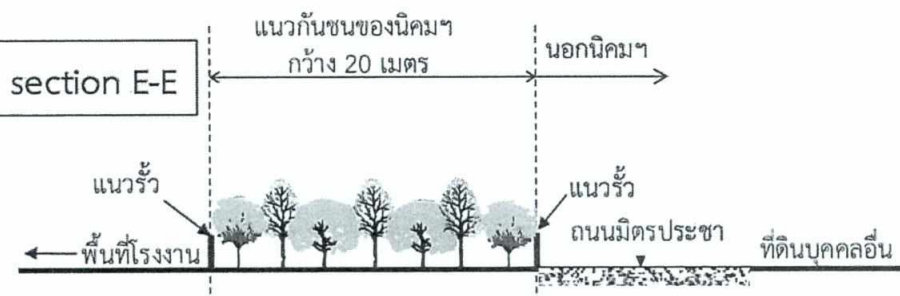 แนวกันชนของนิคมฯ
กว้าง 20 เมตร
นอกนิคมฯ
section E-E
แนวรั้ว
แนวรั้ว
ถนนมิตรประชา
พื้นที่โรงงาน
ที่ดินบุคคลอื่น